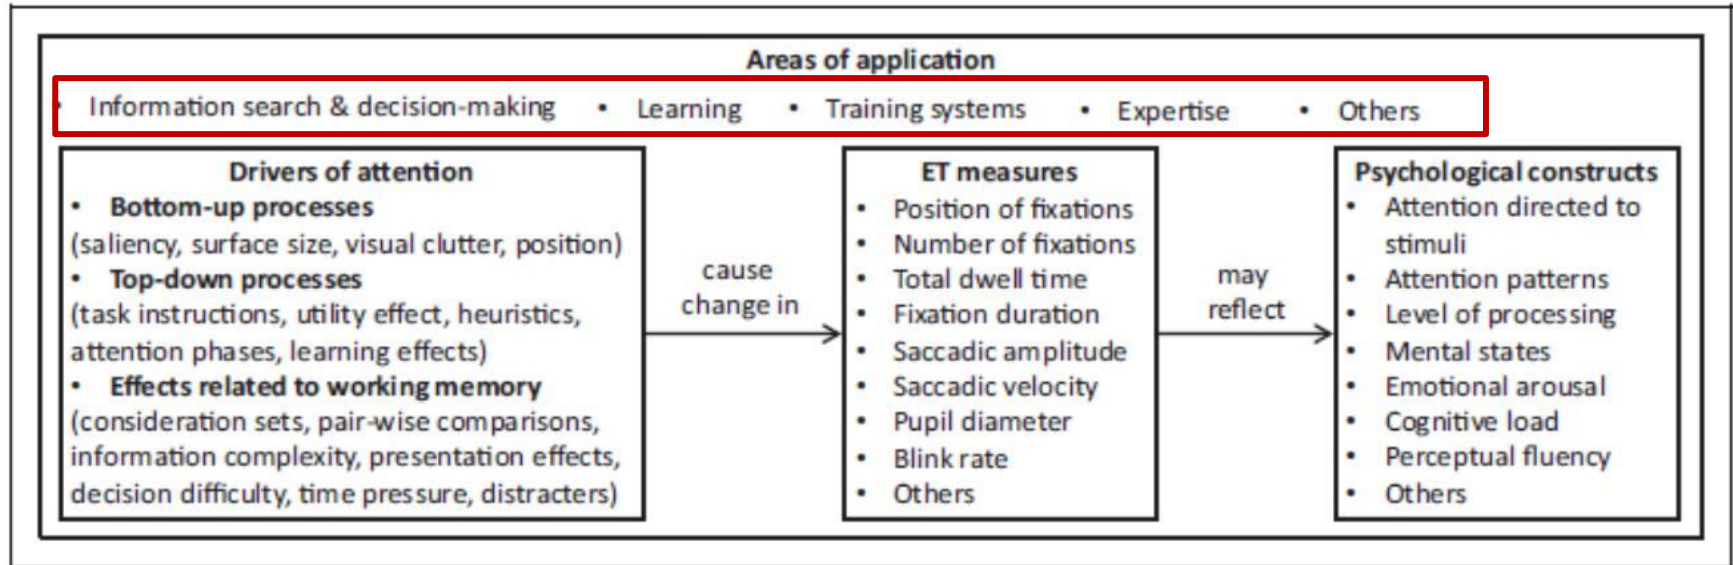 Areas of application
• Information search & decision-making • Learning • Training systems • Expertise • Others
Drivers of attention
• Bottom-up processes
(saliency, surface size, visual clutter, position)
• Top-down processes
(task instructions, utility effect, heuristics,
attention phases, learning effects)
• Effects related to working memory
(consideration sets, pair-wise comparisons,
information complexity, presentation effects,
decision difficulty, time pressure, distracters)
cause
change in
ET measures
• Position of fixations
• Number of fixations
• Total dwell time
• Fixation duration
• Saccadic amplitude
• Saccadic velocity
• Pupil diameter
• Blink rate
• Others
may
reflect
Psychological constructs
• Attention directed to
stimuli
• Attention patterns
• Level of processing
• Mental states
• Emotional arousal
• Cognitive load
• Perceptual fluency
• Others